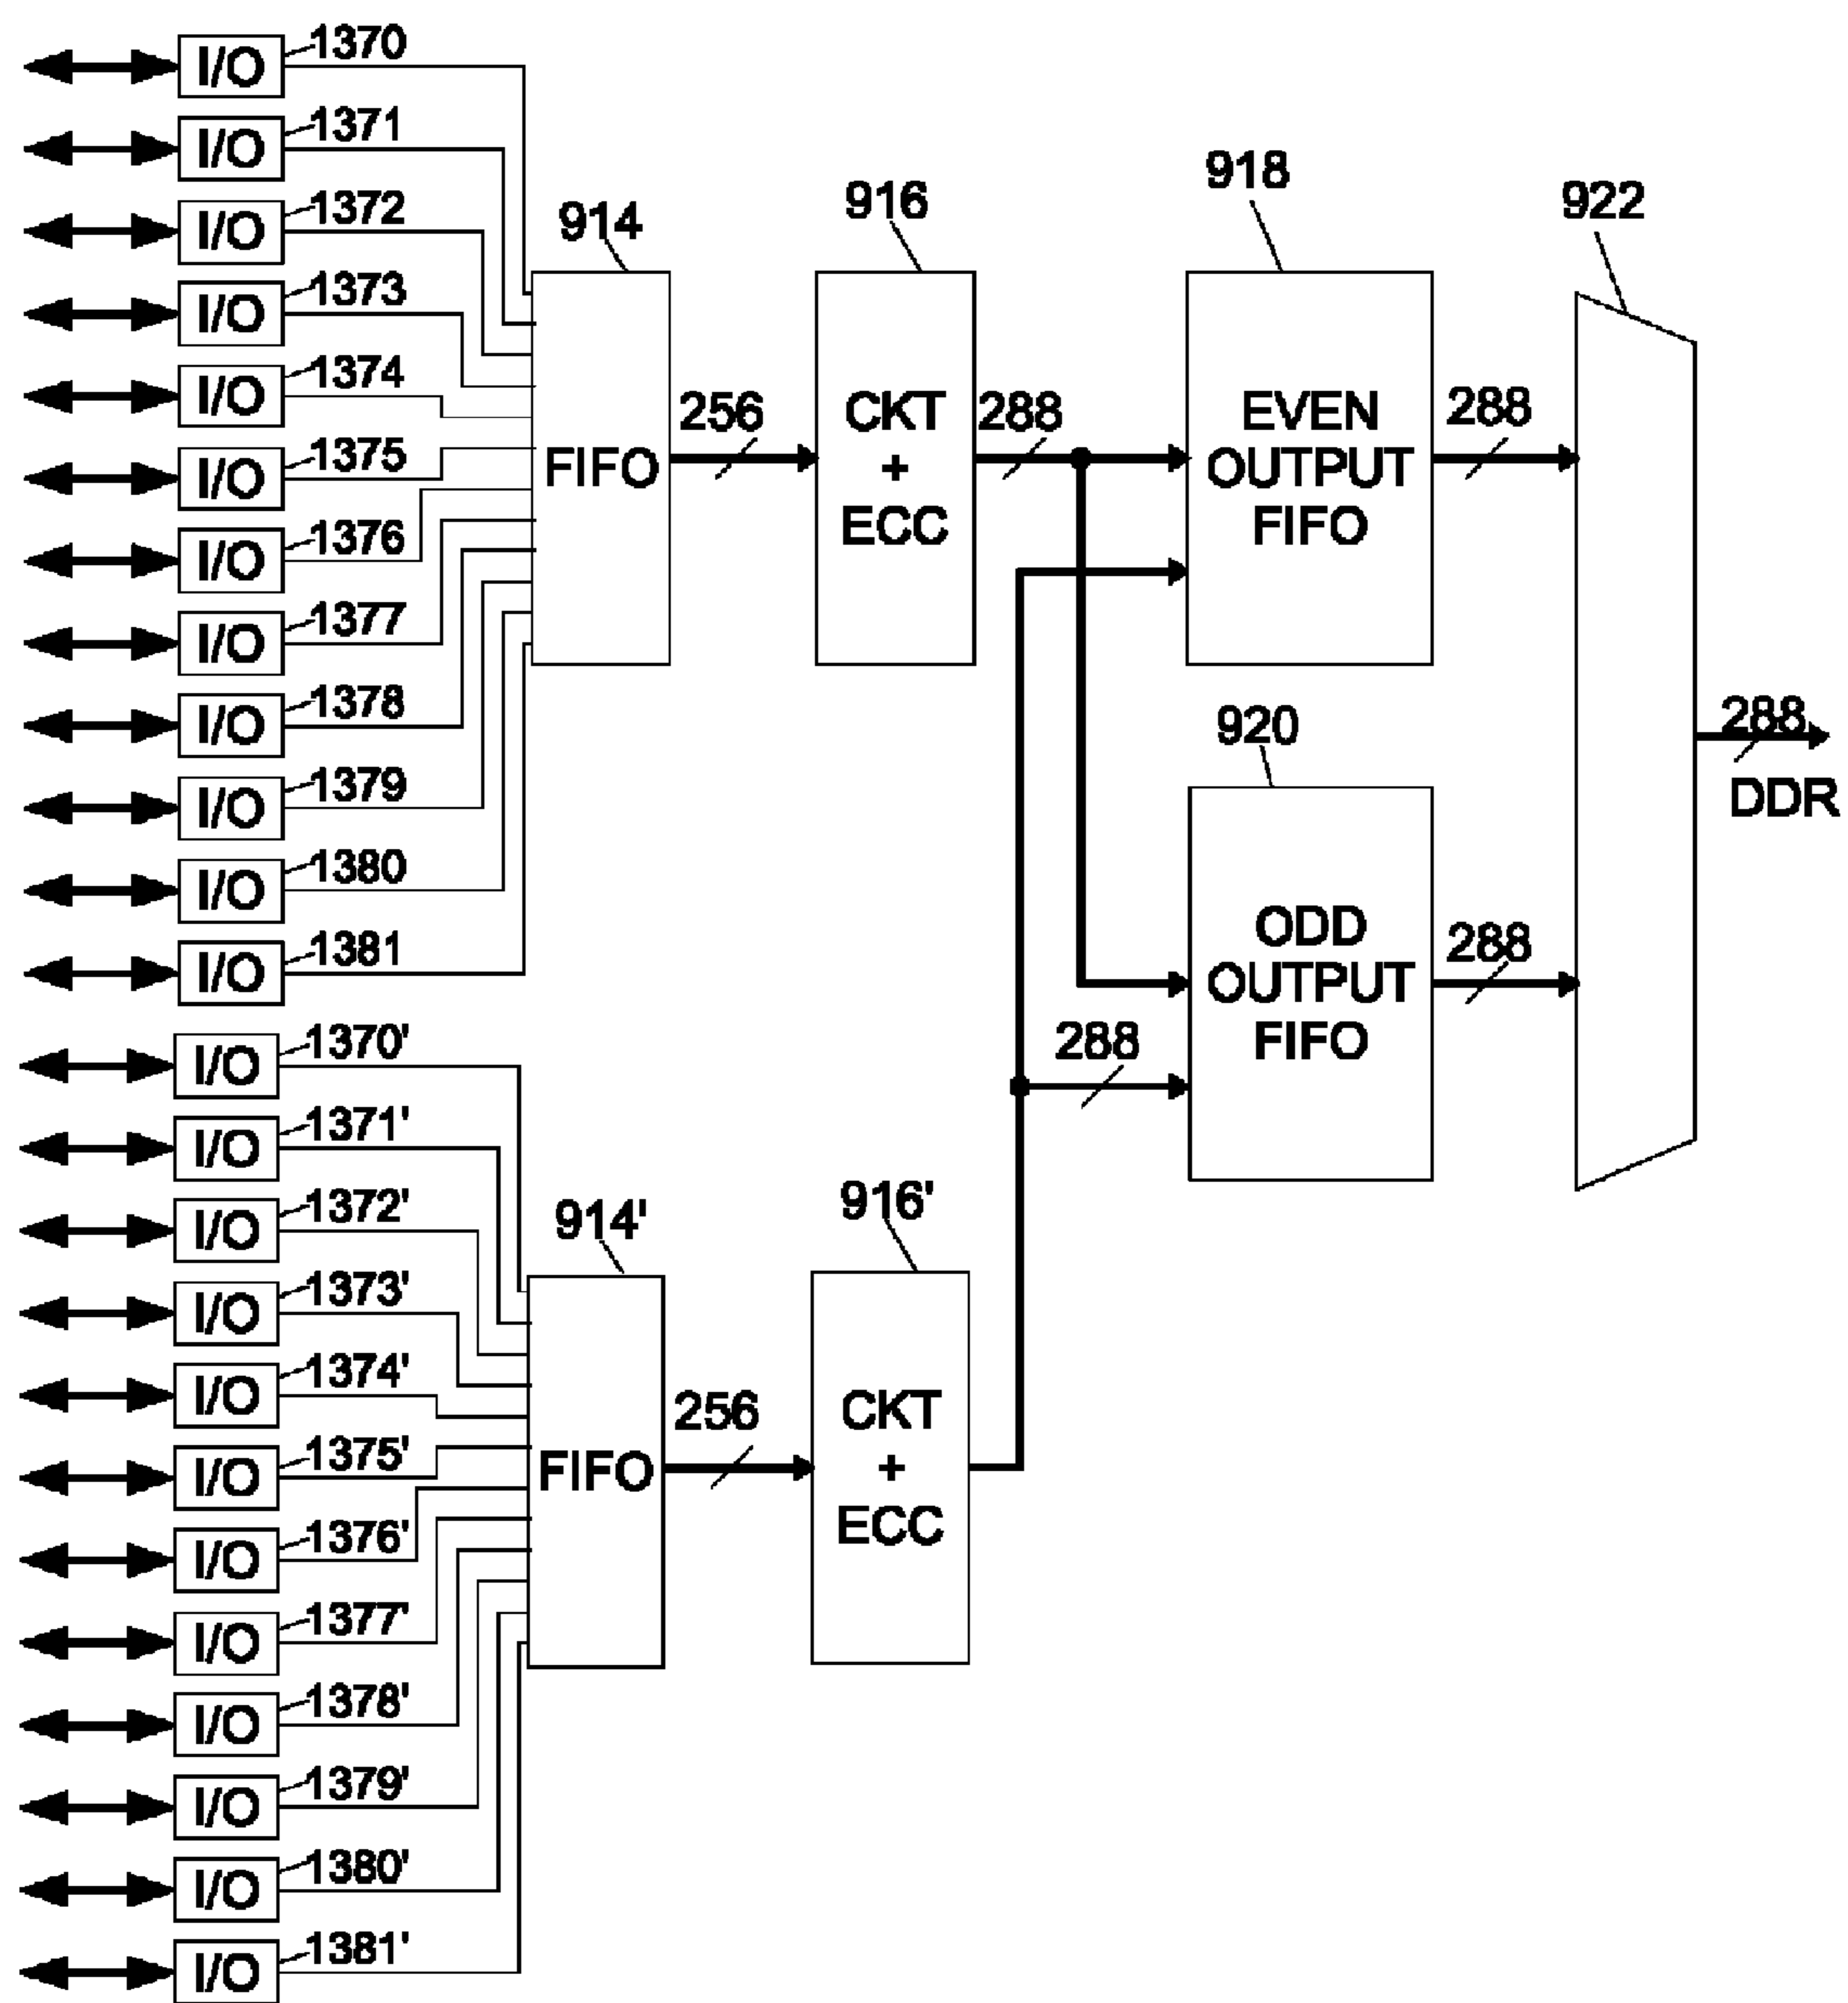 I/O 1370
I/O 1371
I/O 1372
I/O 1373
I/O 1374
I/O 1375
I/O 1376
I/O 1377
I/O 1378
I/O 1379
I/O 1380
I/O 1381
914
FIFO
256
916
CKT
+
ECC
288
918
EVEN
OUTPUT
FIFO
288
922
920
ODD
OUTPUT
FIFO
288
288
288
DDR
I/O 1370'
I/O 1371'
I/O 1372'
I/O 1373'
I/O 1374'
I/O 1375'
I/O 1376'
I/O 1377'
I/O 1378'
I/O 1379'
I/O 1380'
I/O 1381'
914'
FIFO
256
916'
CKT
+
ECC